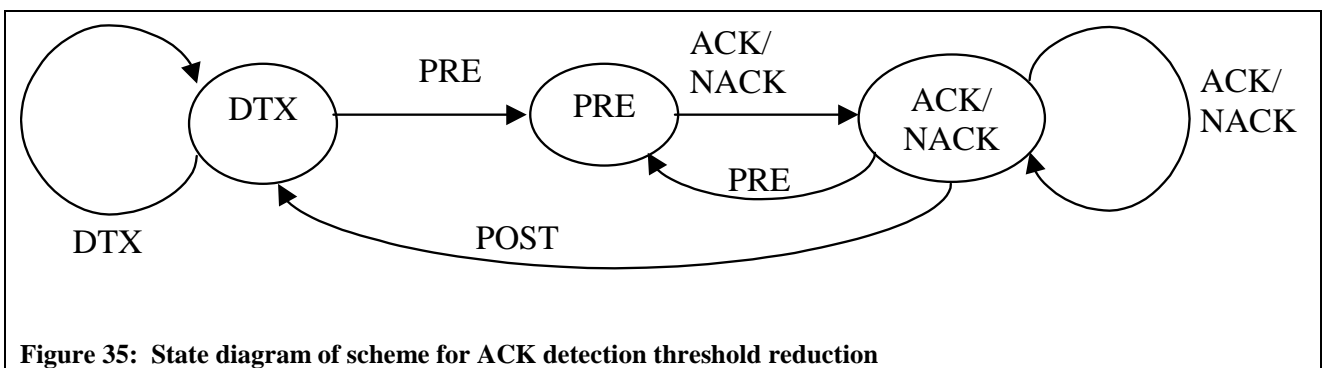 ACK/
NACK
PRE
DTX
PRE
ACK/
NACK
ACK/
NACK
PRE
POST
DTX
Figure 35: State diagram of scheme for ACK detection threshold reduction